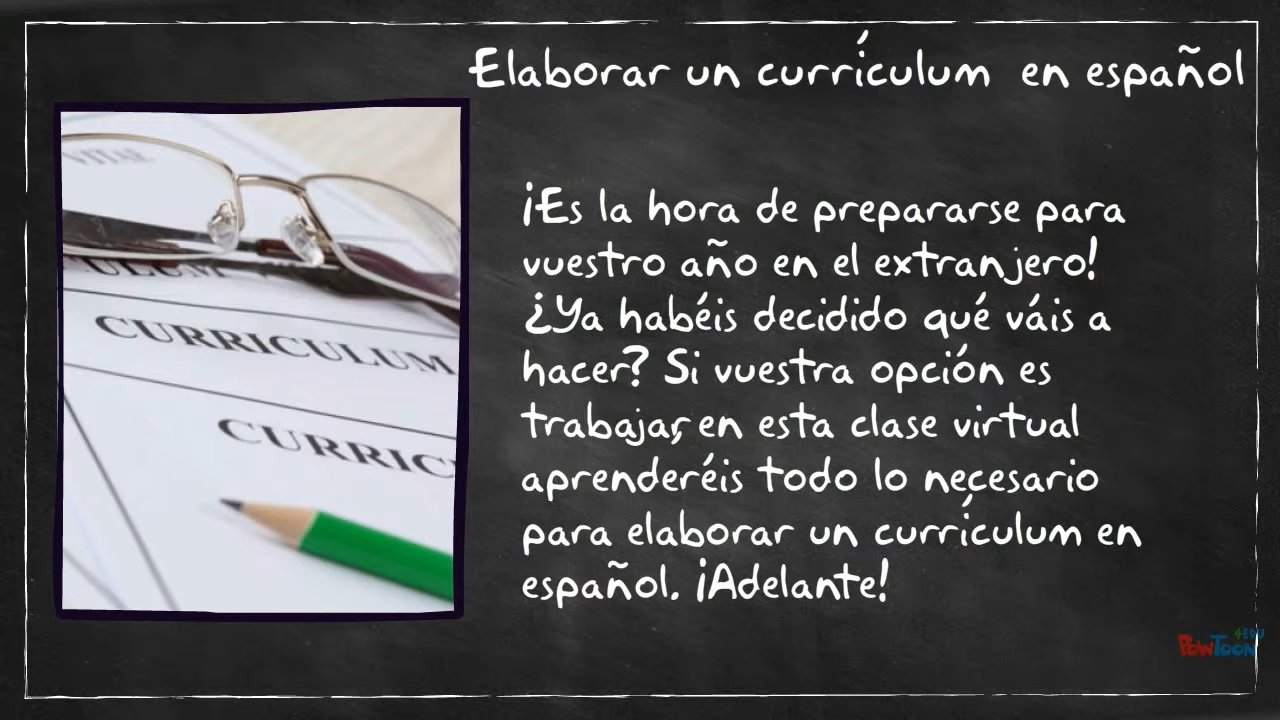 Elaborar un currículum en español
VITAE
CURRICULUM
CURRIC
¡Es la hora de prepararse para
vuestro año en el extranjero!
¿Ya habéis decidido qué váis a
hacer? Si vuestra opción es
trabajar, en esta clase virtual
aprenderéis todo lo necesario
para elaborar un currículum en
español. ¡Adelante!
4EDU
POWTOON